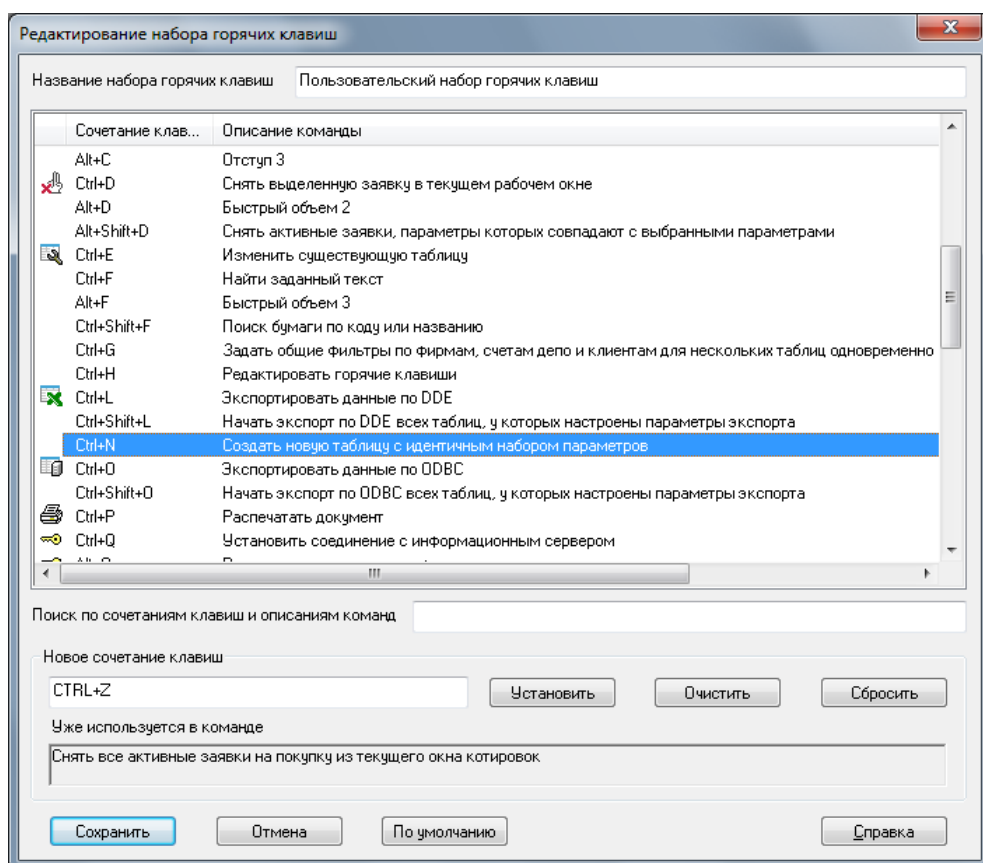 Редактирование набора горячих клавиш
x
Название набора горячих клавиш Пользовательский набор горячих клавиш
Сочетание клав... Описание команды
Alt+C Отступ 3
Ctrl+D Снять выделенную заявку в текущем рабочем окне
Alt+D Быстрый объем 2
Alt+Shift+D Снять активные заявки, параметры которых совпадают с выбранными параметрами
Ctrl+E Изменить существующую таблицу
Ctrl+F Найти заданный текст
Alt+F Быстрый объем 3
Ctrl+Shift+F Поиск бумаги по коду или названию
Ctrl+G Задать общие фильтры по фирмам, счетам депо и клиентам для нескольких таблиц одновременно
Ctrl+H Редактировать горячие клавиши
Ctrl+L Экспортировать данные по DDE
Ctrl+Shift+L Начать экспорт по DDE всех таблиц, у которых настроены параметры экспорта
Ctrl+N Создать новую таблицу с идентичным набором параметров
Ctrl+O Экспортировать данные по ODBC
Ctrl+Shift+O Начать экспорт по ODBC всех таблиц, у которых настроены параметры экспорта
Ctrl+P Распечатать документ
Ctrl+Q Установить соединение с информационным сервером
Поиск по сочетаниям клавиш и описаниям команд
Новое сочетание клавиш
CTRL+Z Установить Очистить Сбросить
Уже используется в команде
Снять все активные заявки на покупку из текущего окна котировок
Сохранить Отмена По умолчанию Справка